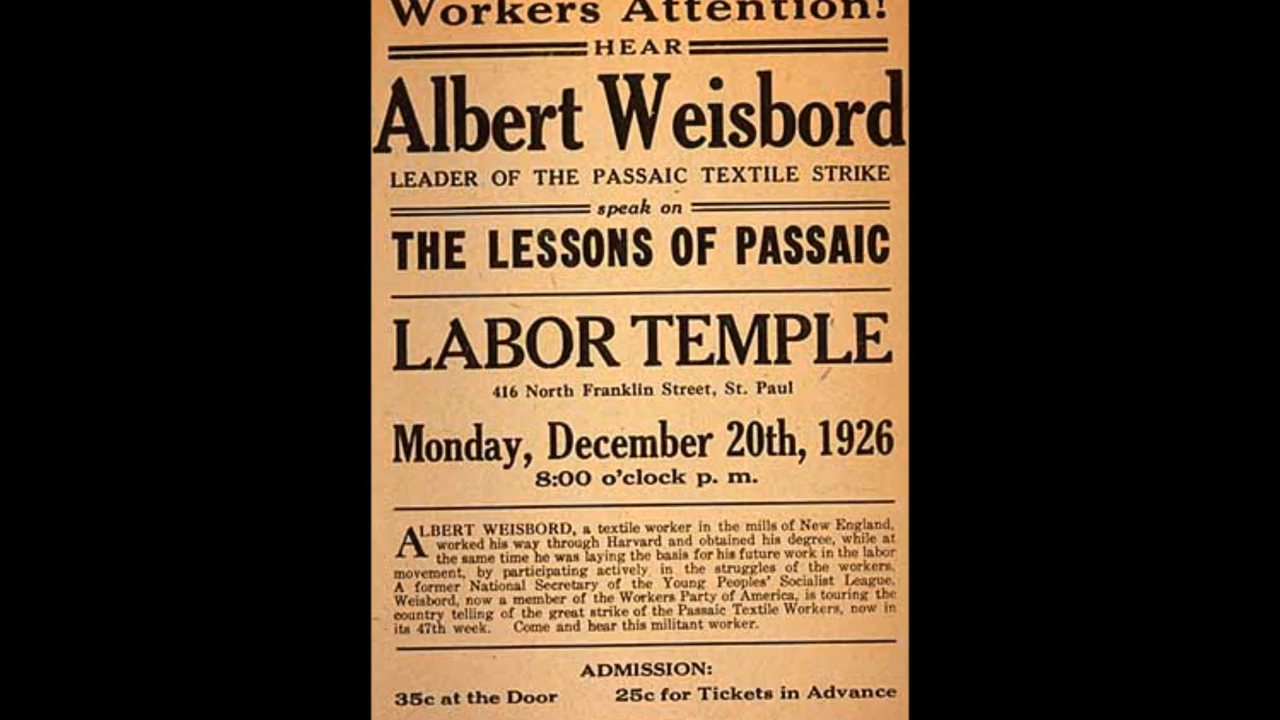 Workers Attention!
HEAR
Albert Weisbord
LEADER OF THE PASSAIC TEXTILE STRIKE
speak on
THE LESSONS OF PASSAIC
LABOR TEMPLE
416 North Franklin Street, St. Paul
Monday, December 20th, 1926
8:00 o'clock p. m.
ALBERT WEISBORD, a textile worker in the mills of New England,
worked his way through Harvard and obtained his degree, while at
the same time he was laying the basis for his future work in the labor
movement, by participating actively in the struggles of the workers.
A former National Secretary of the Young Peoples' Socialist League,
Weisbord, now a member of the Workers Party of America, is touring the
country telling of the great strike of the Passaic Textile Workers, now in
its 47th week. Come and hear this militant worker.
ADMISSION:
35c at the Door 25c for Tickets in Advance